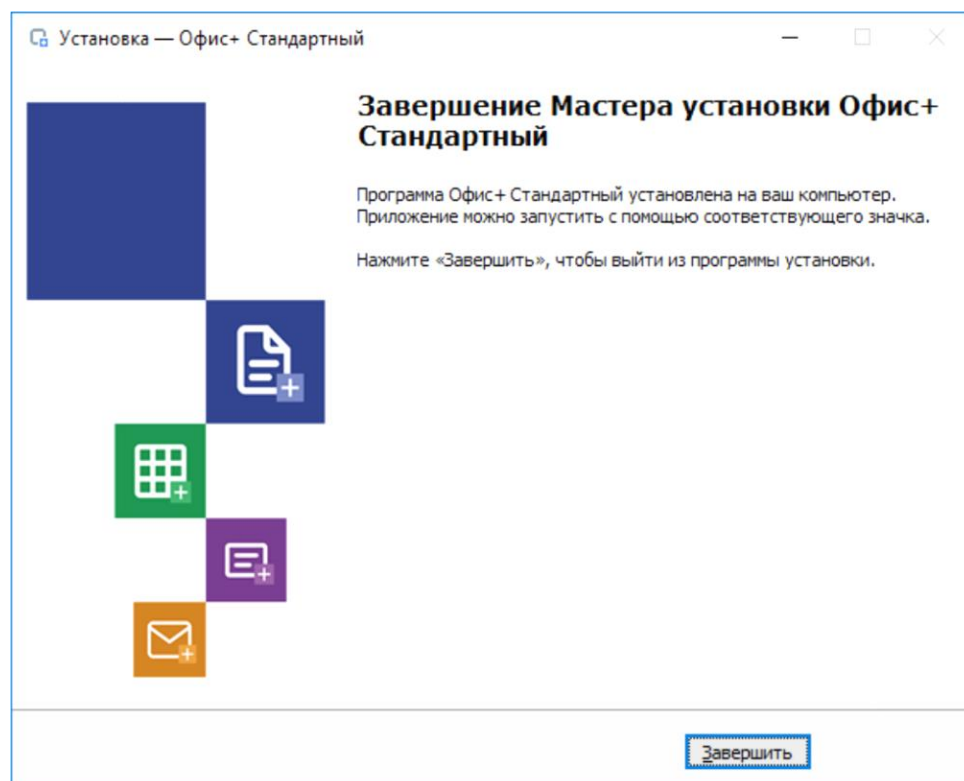 Установка — Офис+ Стандартный
Завершение Мастера установки Офис+
Стандартный
Программа Офис+ Стандартный установлена на ваш компьютер.
Приложение можно запустить с помощью соответствующего значка.
Нажмите «Завершить», чтобы выйти из программы установки.
Завершить